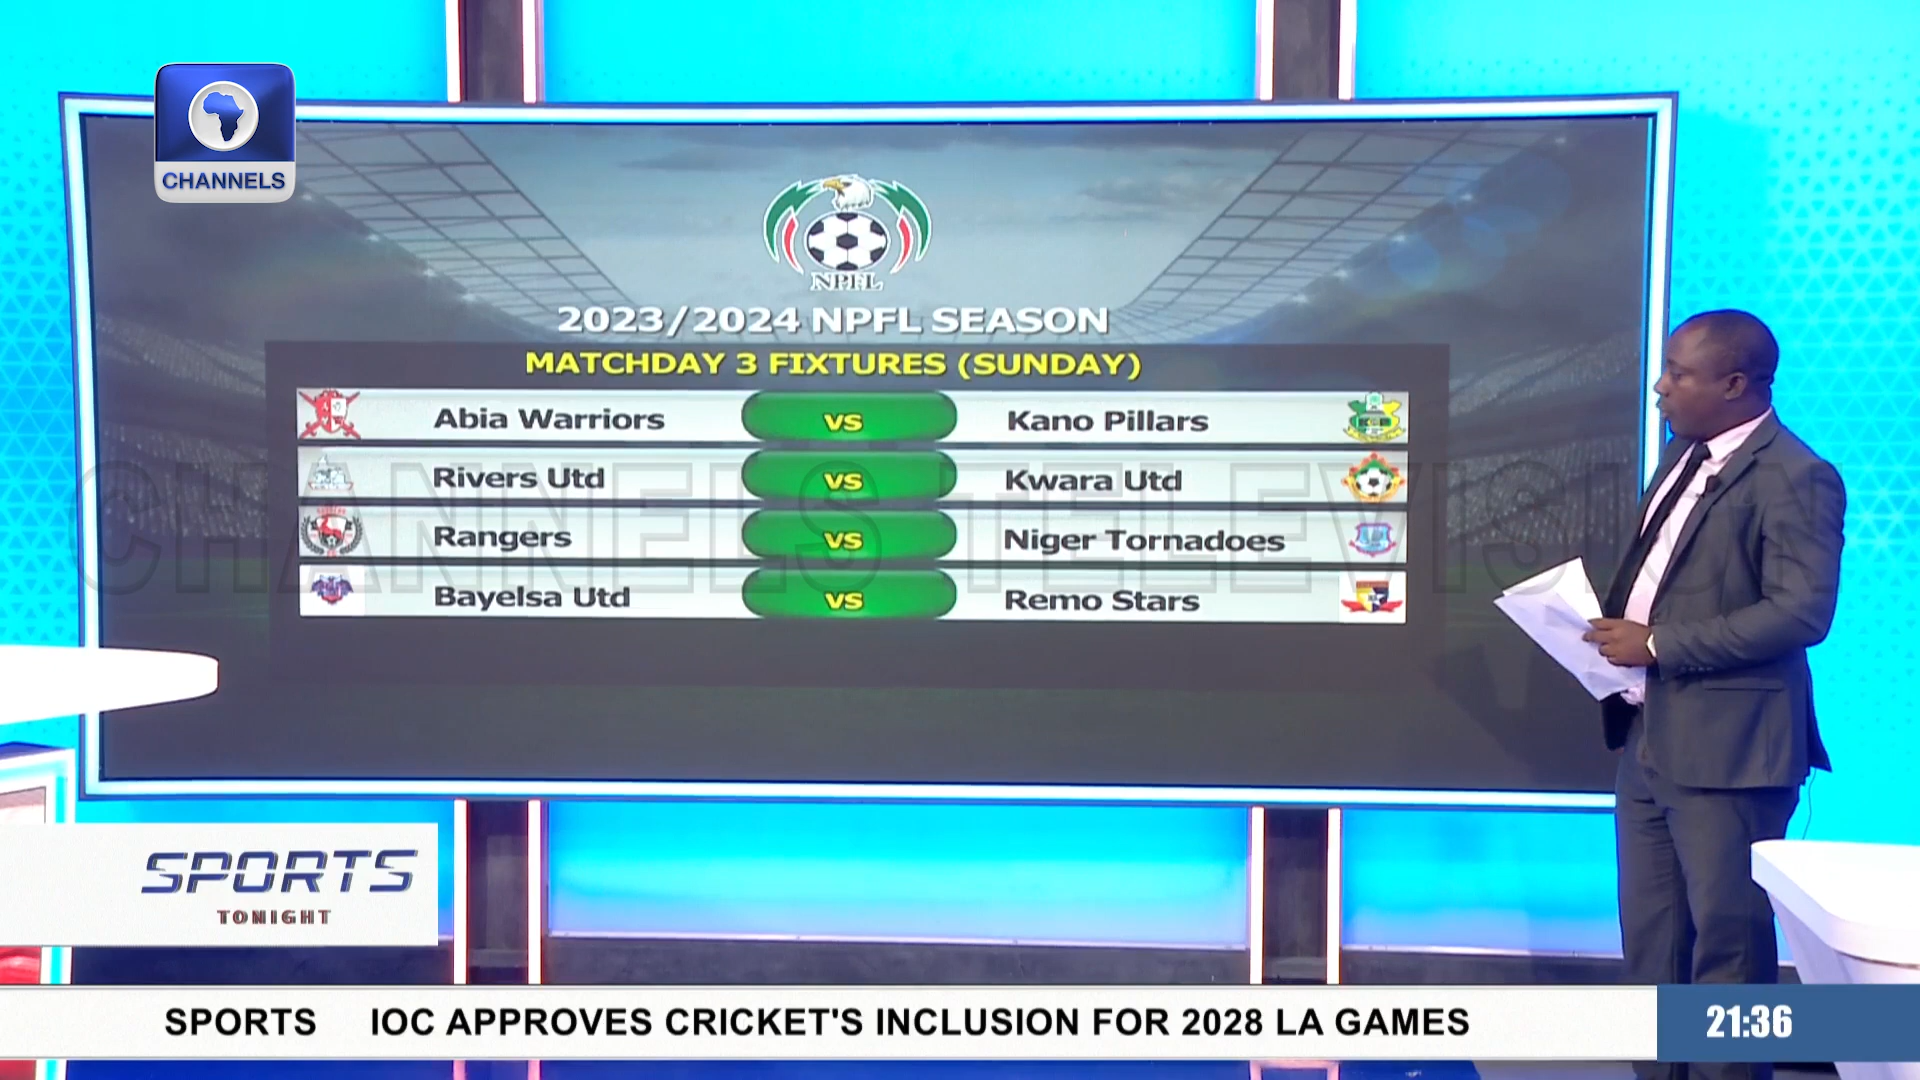 CHANNELS
NPFL
2023/2024 NPFL SEASON
MATCHDAY 3 FIXTURES (SUNDAY)
Abia Warriors vs Kano Pillars
Rivers Utd vs Kwara Utd
Rangers vs Niger Tornadoes
Bayelsa Utd vs Remo Stars
CHANNELS TELEVISION
SPORTS
TONIGHT
SPORTS IOC APPROVES CRICKET'S INCLUSION FOR 2028 LA GAMES 21:36